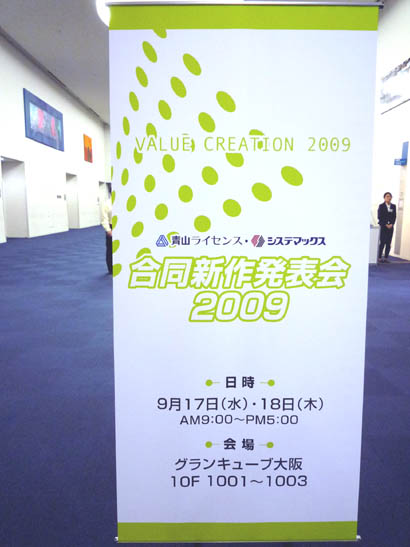 VALUE CREATION 2009
青山ライセンス・システマックス
合同新作発表会
2009
日時
9月17日(水)・18日(木)
AM9:00～PM5:00
会場
グランキューブ大阪
10F 1001～1003